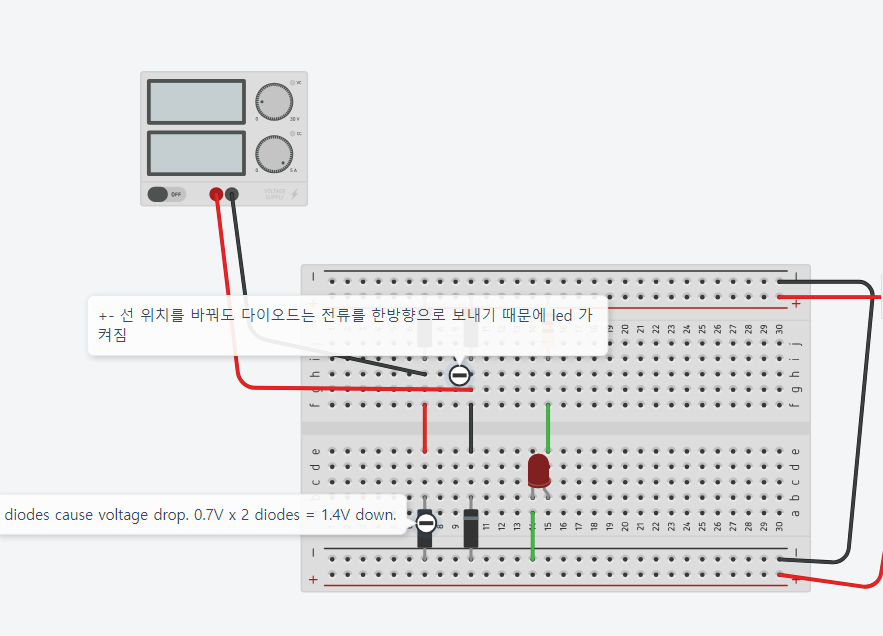 0
30 V
0
5 A
OFF
VOLTAGE
SUPPLY
+- 선 위치를 바꿔도 다이오드는 전류를 한방향으로 보내기 때문에 led 가
켜짐
19 20 21 22 23 24 25 26 27 28 29 30
j
i
h
g
f
j
i
h
g
f
e
d
c
b
a
e
d
c
diodes cause voltage drop. 0.7V x 2 diodes = 1.4V down.
8 9 11 12 13 15 16 17 18 19 20 21 22 23 24 25 26 27 28 29 30
−
+
−
+
−
+
−
+